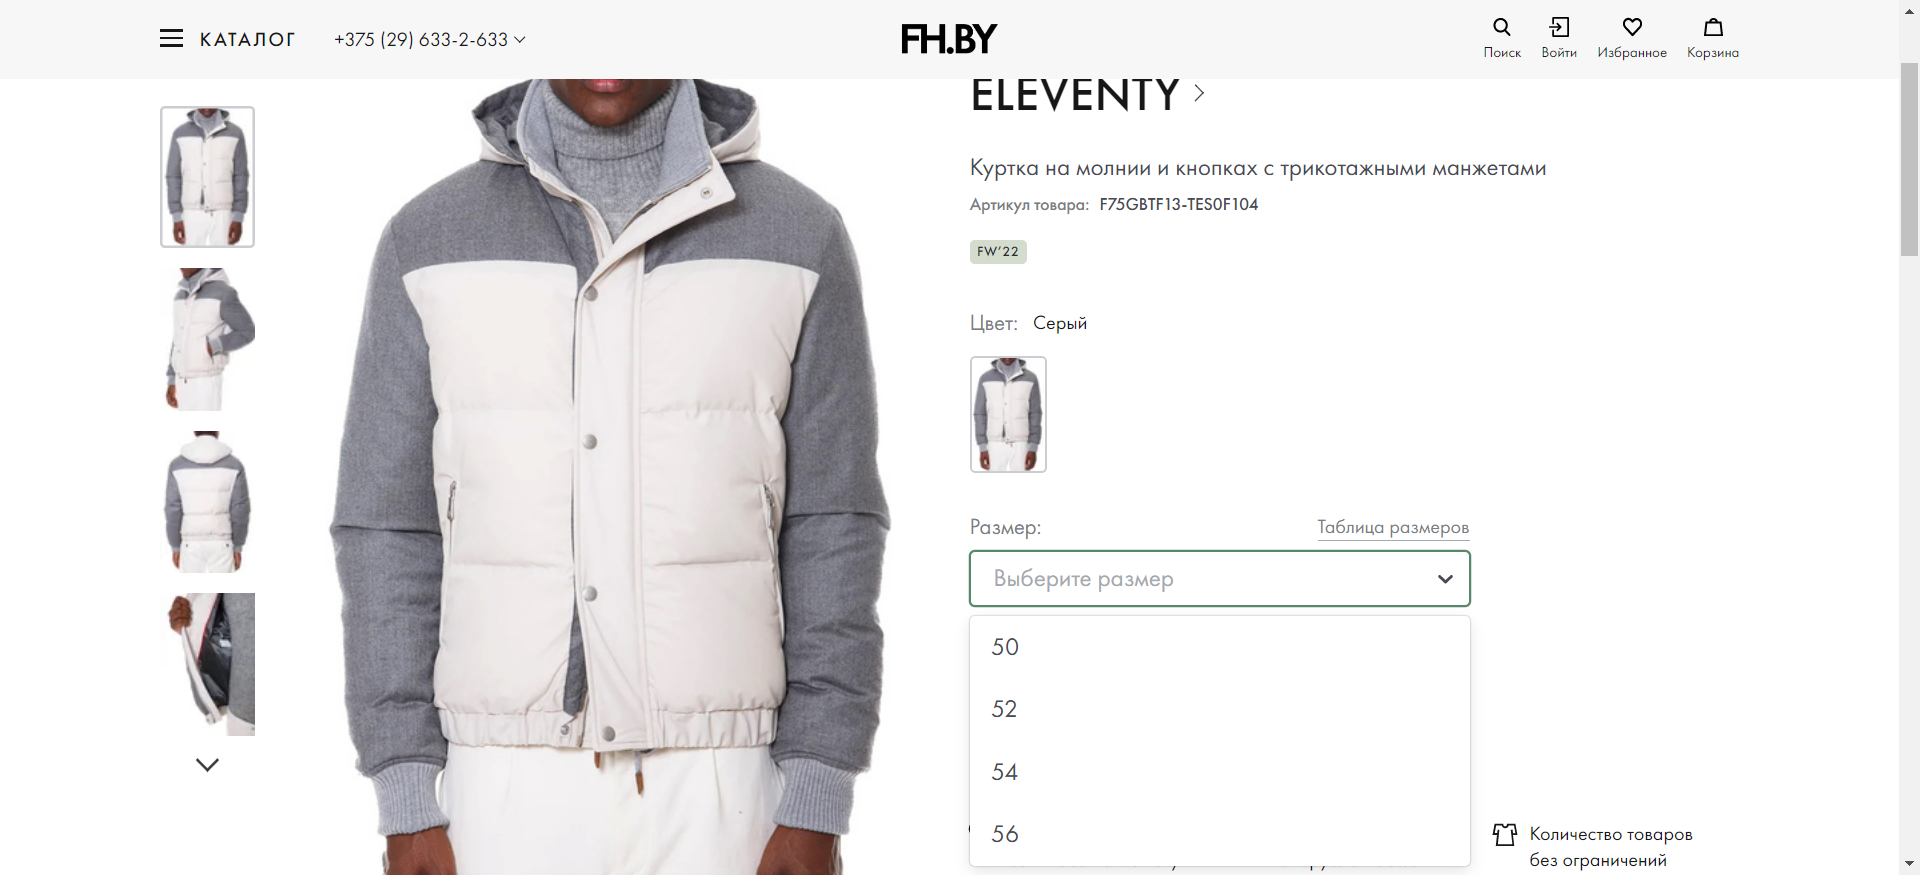 КАТАЛОГ
+375 (29) 633-2-633
FH.BY
Поиск
Войти
Избранное
Корзина
ELEVENTY
Куртка на молнии и кнопках с трикотажными манжетами
Артикул товара: F75GBTF13-TES0F104
FW'22
Цвет: Серый
Размер:
Таблица размеров
Выберите размер
50
52
54
56
Количество товаров
без ограничений